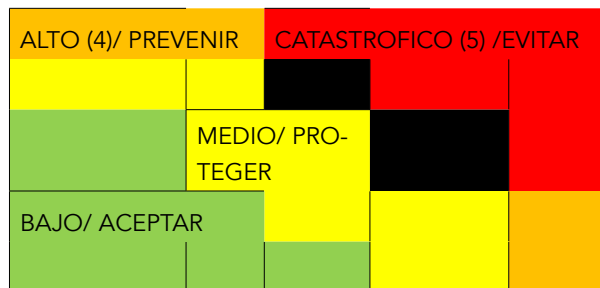 ALTO (4)/ PREVENIR
CATASTROFICO (5) /EVITAR
MEDIO/ PRO-
TEGER
BAJO/ ACEPTAR